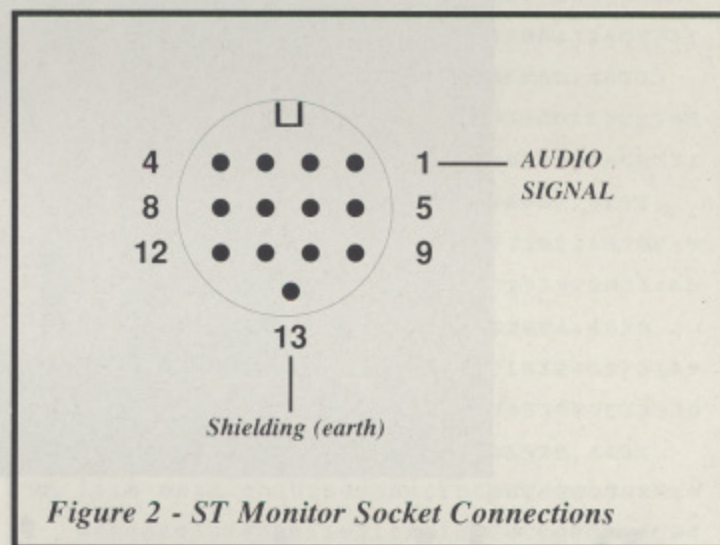 4 1 AUDIO
SIGNAL
8 5
12 9
13
Shielding (earth)
Figure 2 - ST Monitor Socket Connections